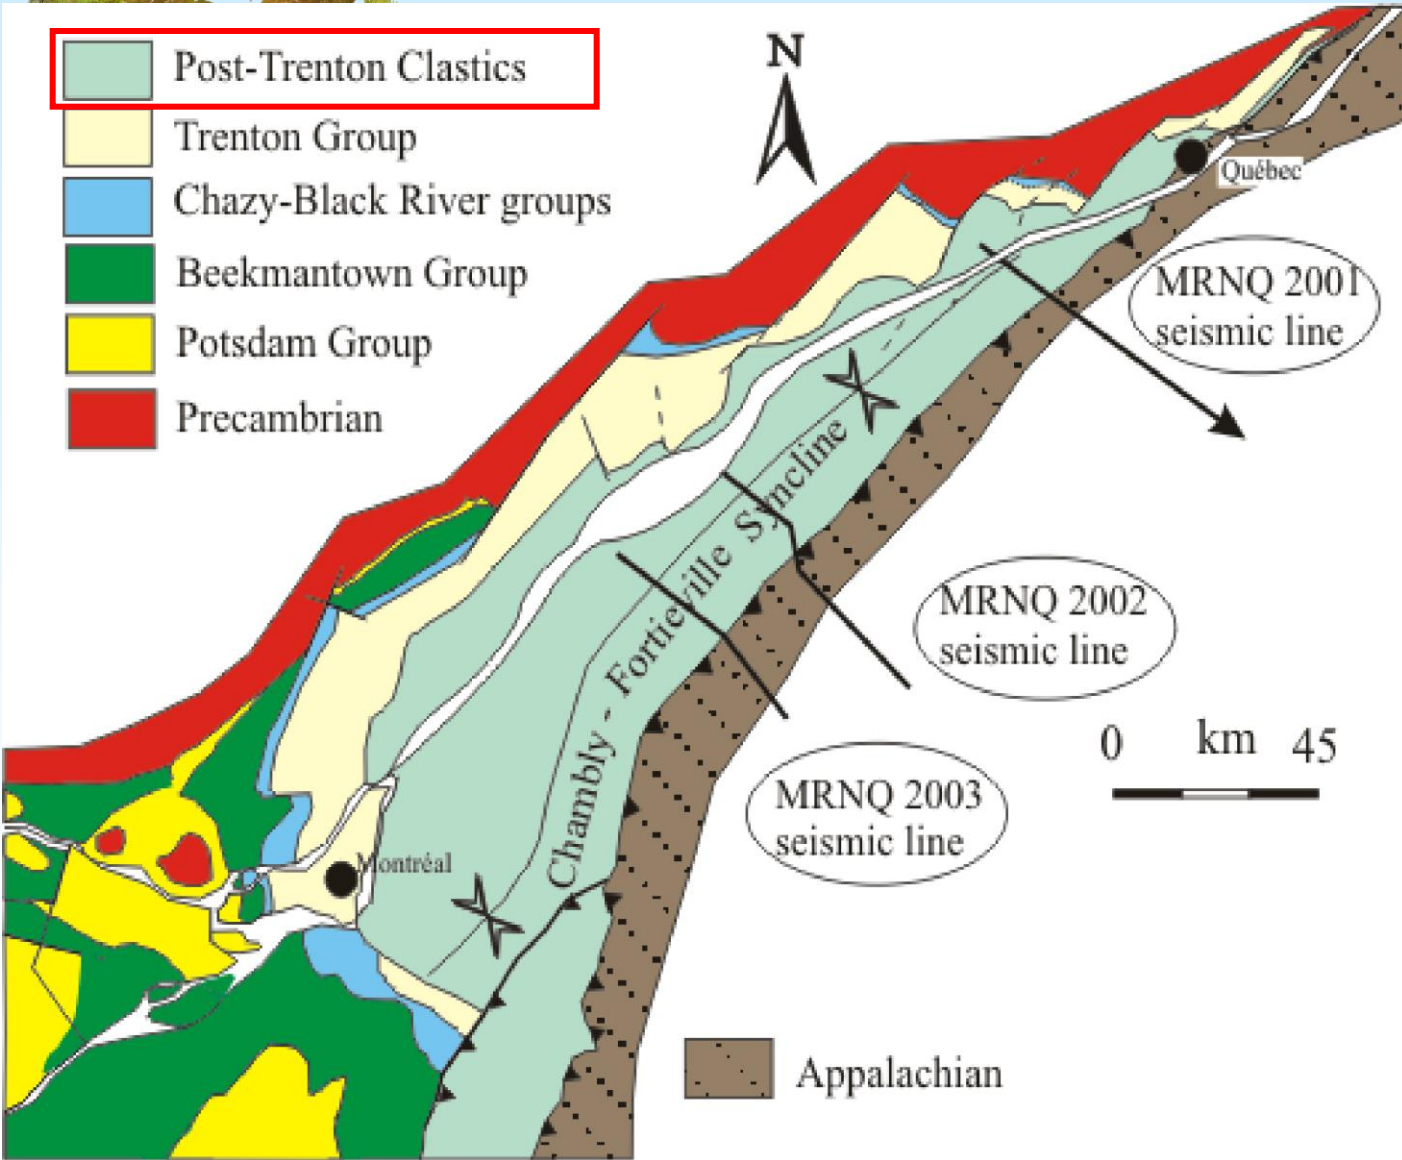 Post-Trenton Clastics
Trenton Group
Chazy-Black River groups
Beekmantown Group
Potsdam Group
Precambrian
N
Québec
MRNQ 2001
seismic line
Chambly - Fortieville Syncline
MRNQ 2002
seismic line
MRNQ 2003
seismic line
0 km 45
Montréal
Appalachian